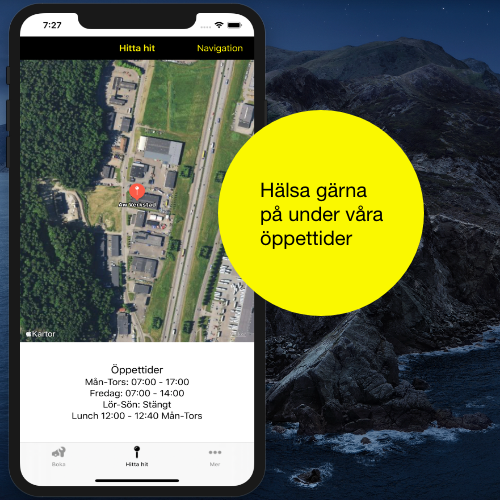 7:27
Hitta hit
Navigation
AW Verkstad
Kartor
Hälsa gärna
på under våra
öppettider
Öppettider
Mån-Tors: 07:00 - 17:00
Fredag: 07:00 - 14:00
Lör-Sön: Stängt
Lunch 12:00 - 12:40 Mån-Tors
Boka
Hitta hit
Mer